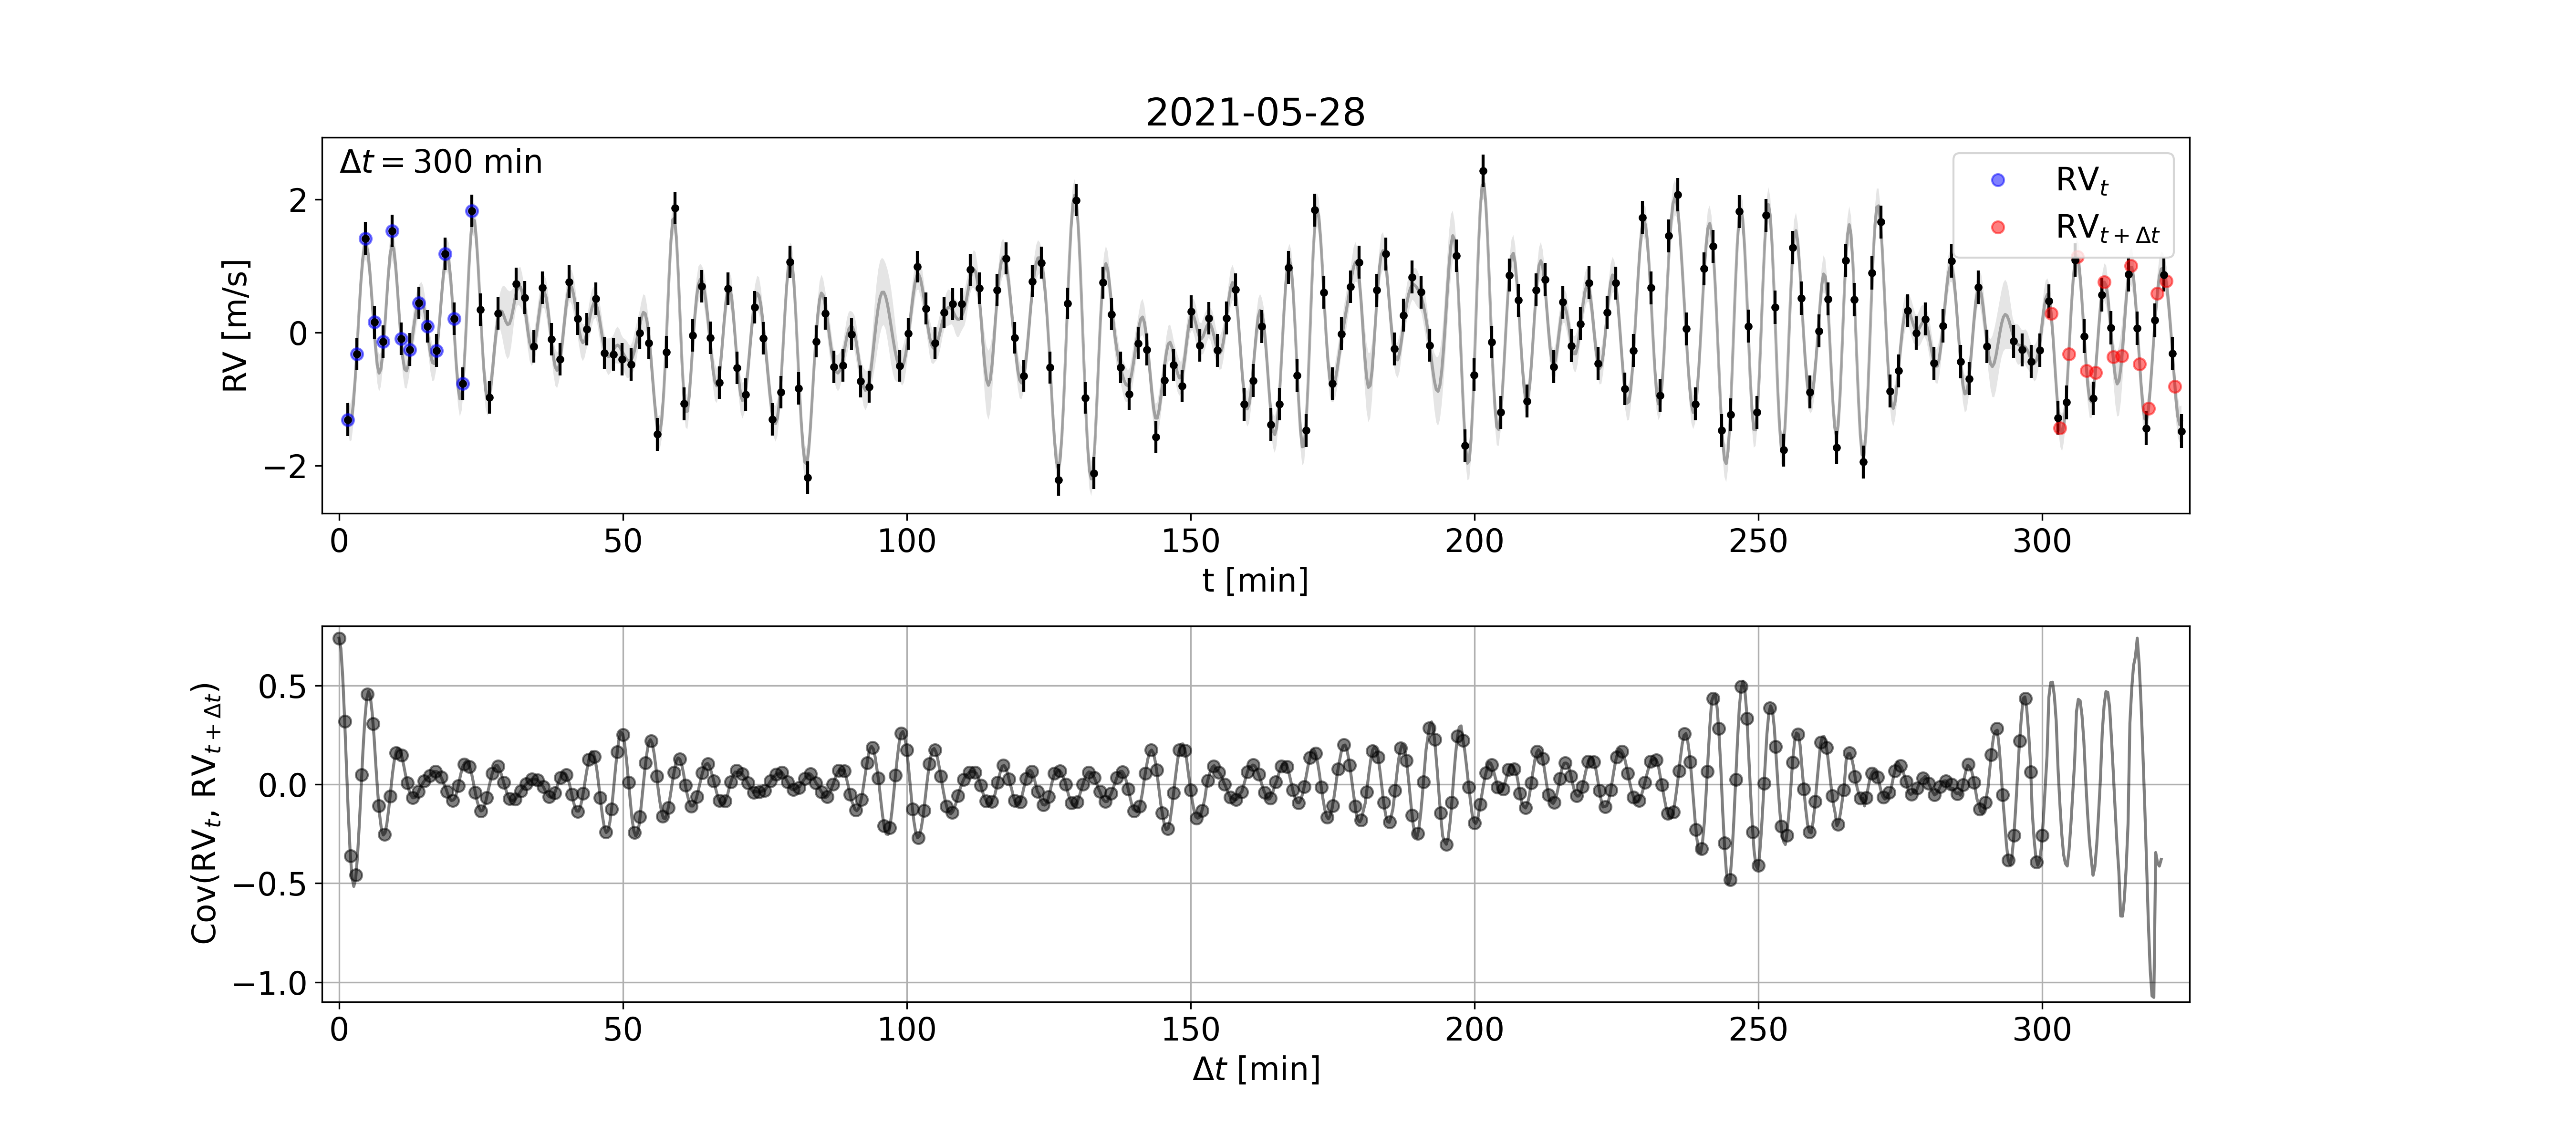 2021-05-28
Δt = 300 min
RV_t
RV_{t+Δt}
RV [m/s]
2
0
−2
0 50 100 150 200 250 300
t [min]
Cov(RV_t, RV_{t+Δt})
0.5
0.0
−0.5
−1.0
0 50 100 150 200 250 300
Δt [min]